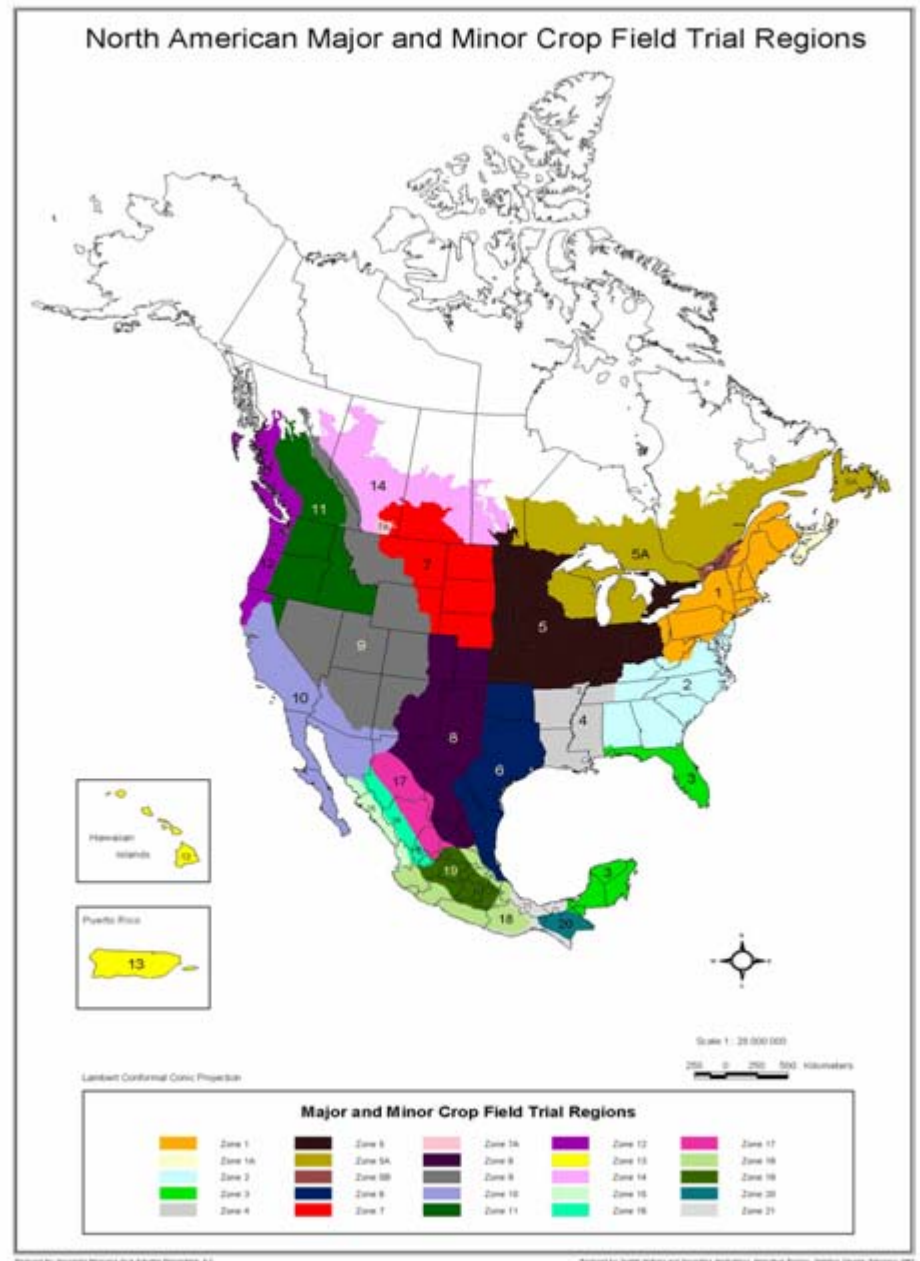 North American Major and Minor Crop Field Trial Regions
14
11
7A
5A
5A
7
12
1
5
9
2
10
4
8
6
3
17
Hawaiian
Islands
13
3
19
18
20
Puerto Rico
13
Scale 1 : 28 000 000
250 0 250 500 Kilometers
Lambert Conformal Conic Projection
Major and Minor Crop Field Trial Regions
Zone 1 Zone 5 Zone 7A Zone 12 Zone 17
Zone 1A Zone 5A Zone 8 Zone 13 Zone 18
Zone 2 Zone 5B Zone 9 Zone 14 Zone 19
Zone 3 Zone 6 Zone 10 Zone 15 Zone 20
Zone 4 Zone 7 Zone 11 Zone 16 Zone 21